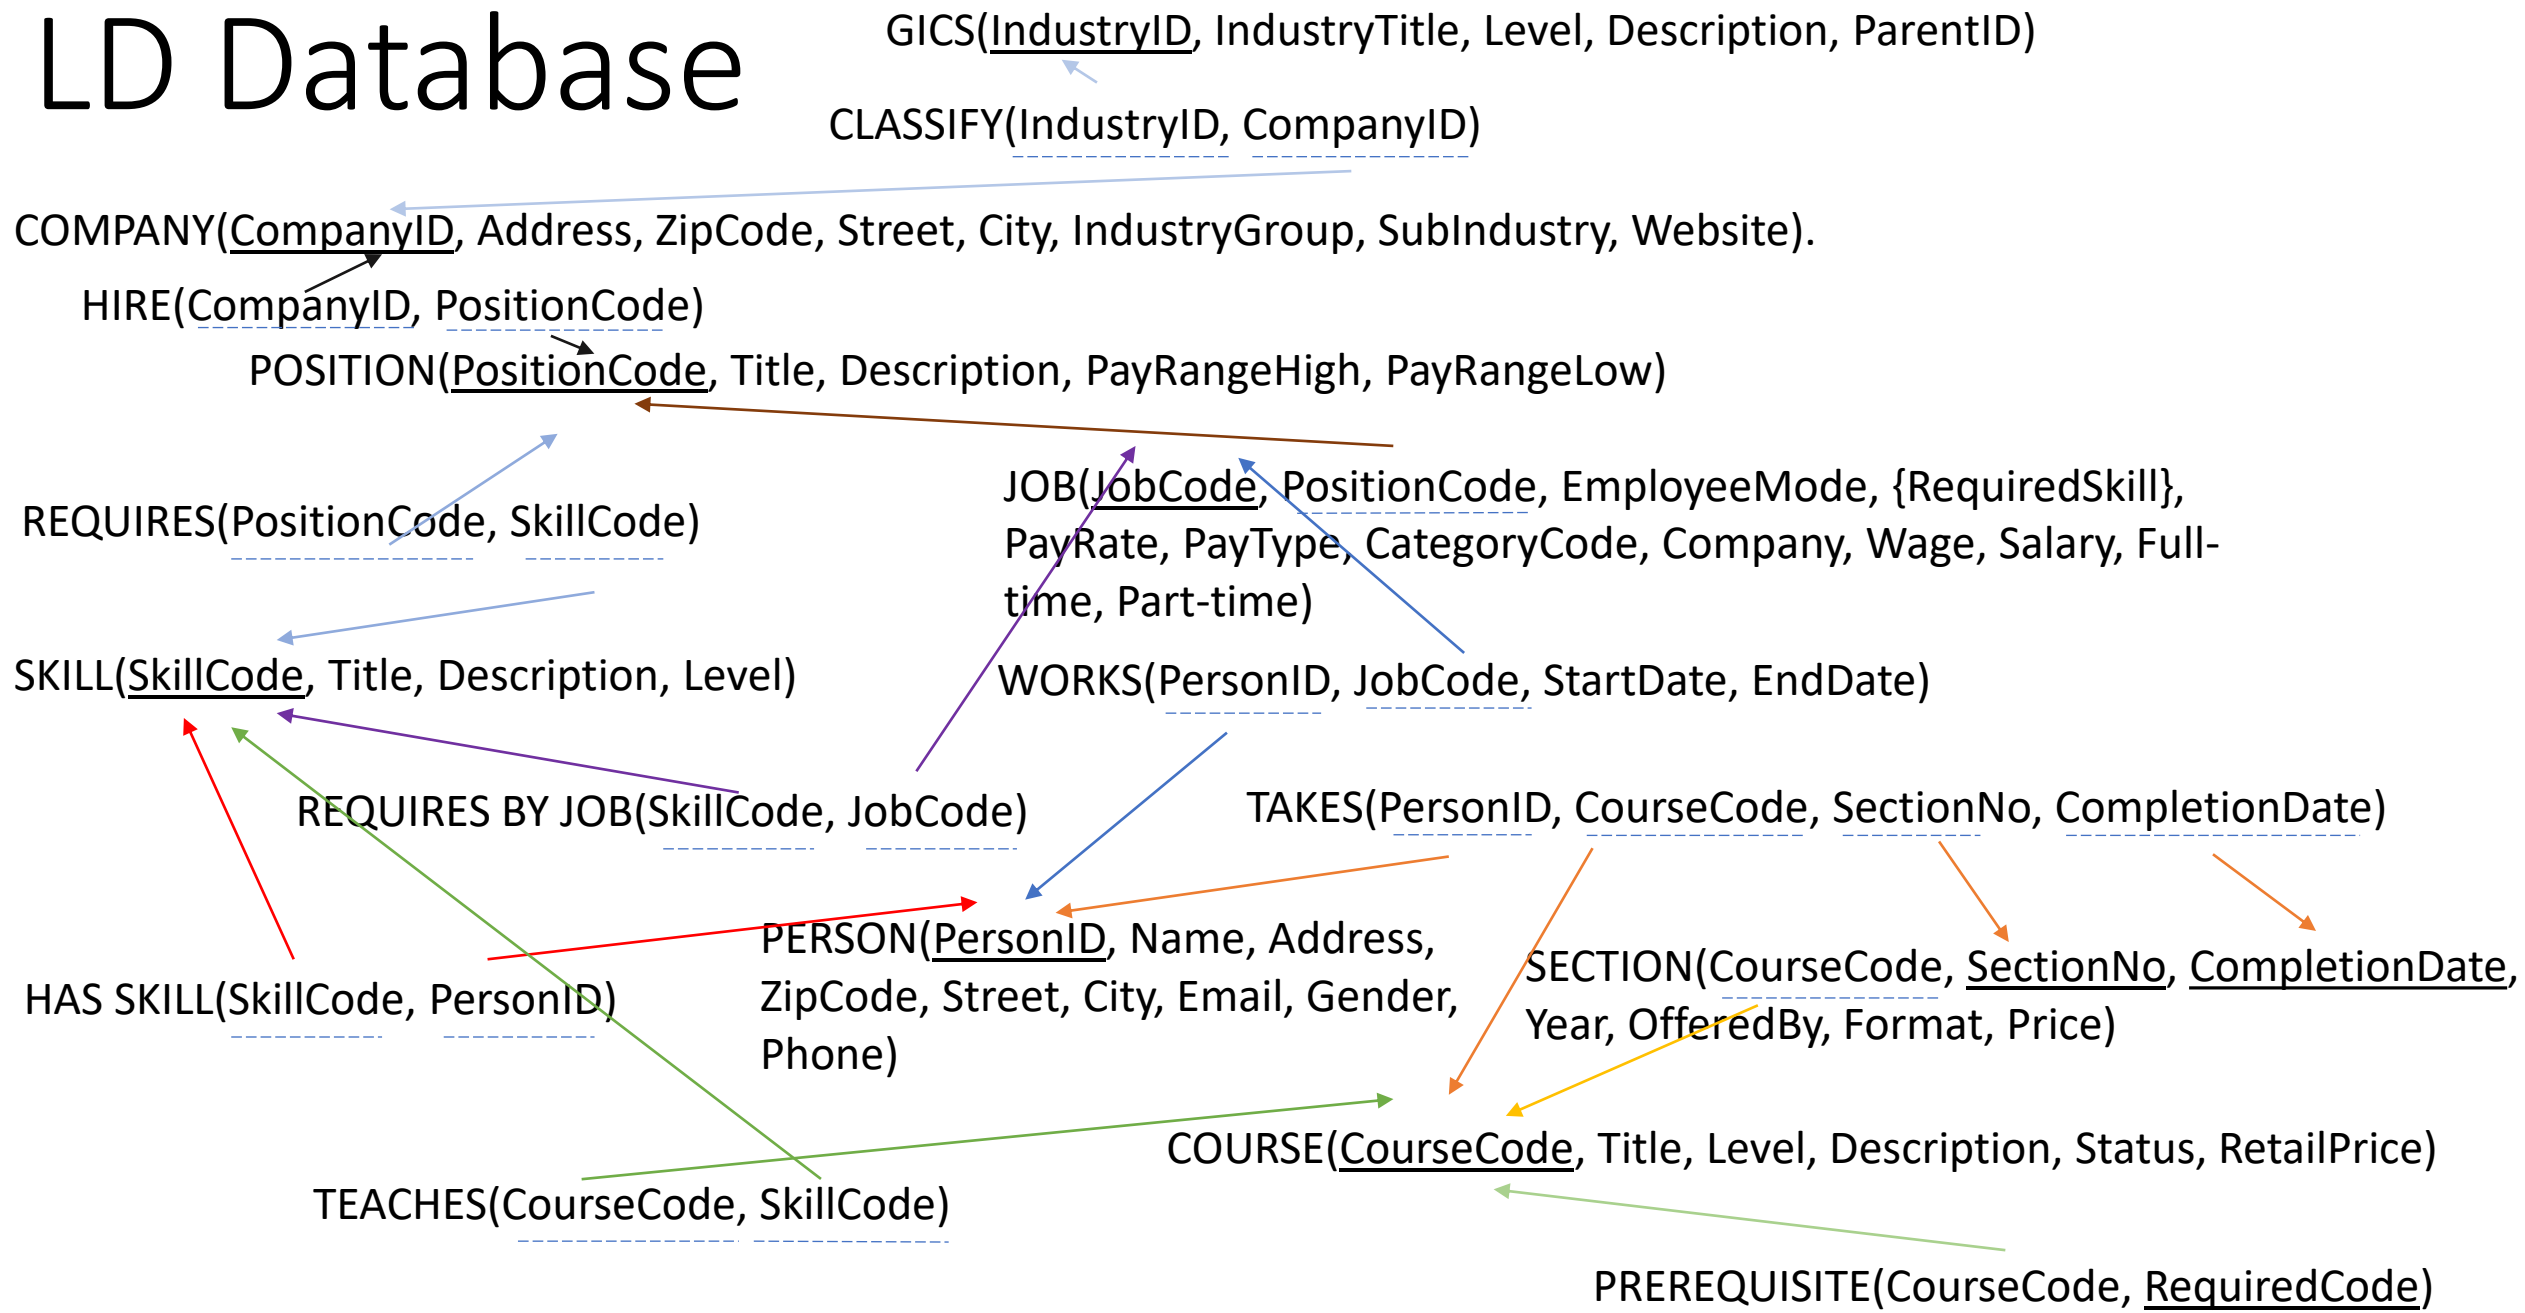 LD Database
GICS(IndustryID, IndustryTitle, Level, Description, ParentID)
CLASSIFY(IndustryID, CompanyID)
COMPANY(CompanyID, Address, ZipCode, Street, City, IndustryGroup, SubIndustry, Website).
HIRE(CompanyID, PositionCode)
POSITION(PositionCode, Title, Description, PayRangeHigh, PayRangeLow)
JOB(JobCode, PositionCode, EmployeeMode, {RequiredSkill},
PayRate, PayType, CategoryCode, Company, Wage, Salary, Full-
time, Part-time)
REQUIRES(PositionCode, SkillCode)
SKILL(SkillCode, Title, Description, Level)
WORKS(PersonID, JobCode, StartDate, EndDate)
REQUIRES BY JOB(SkillCode, JobCode)
TAKES(PersonID, CourseCode, SectionNo, CompletionDate)
PERSON(PersonID, Name, Address,
ZipCode, Street, City, Email, Gender,
Phone)
SECTION(CourseCode, SectionNo, CompletionDate,
Year, OfferedBy, Format, Price)
HAS SKILL(SkillCode, PersonID)
COURSE(CourseCode, Title, Level, Description, Status, RetailPrice)
TEACHES(CourseCode, SkillCode)
PREREQUISITE(CourseCode, RequiredCode)